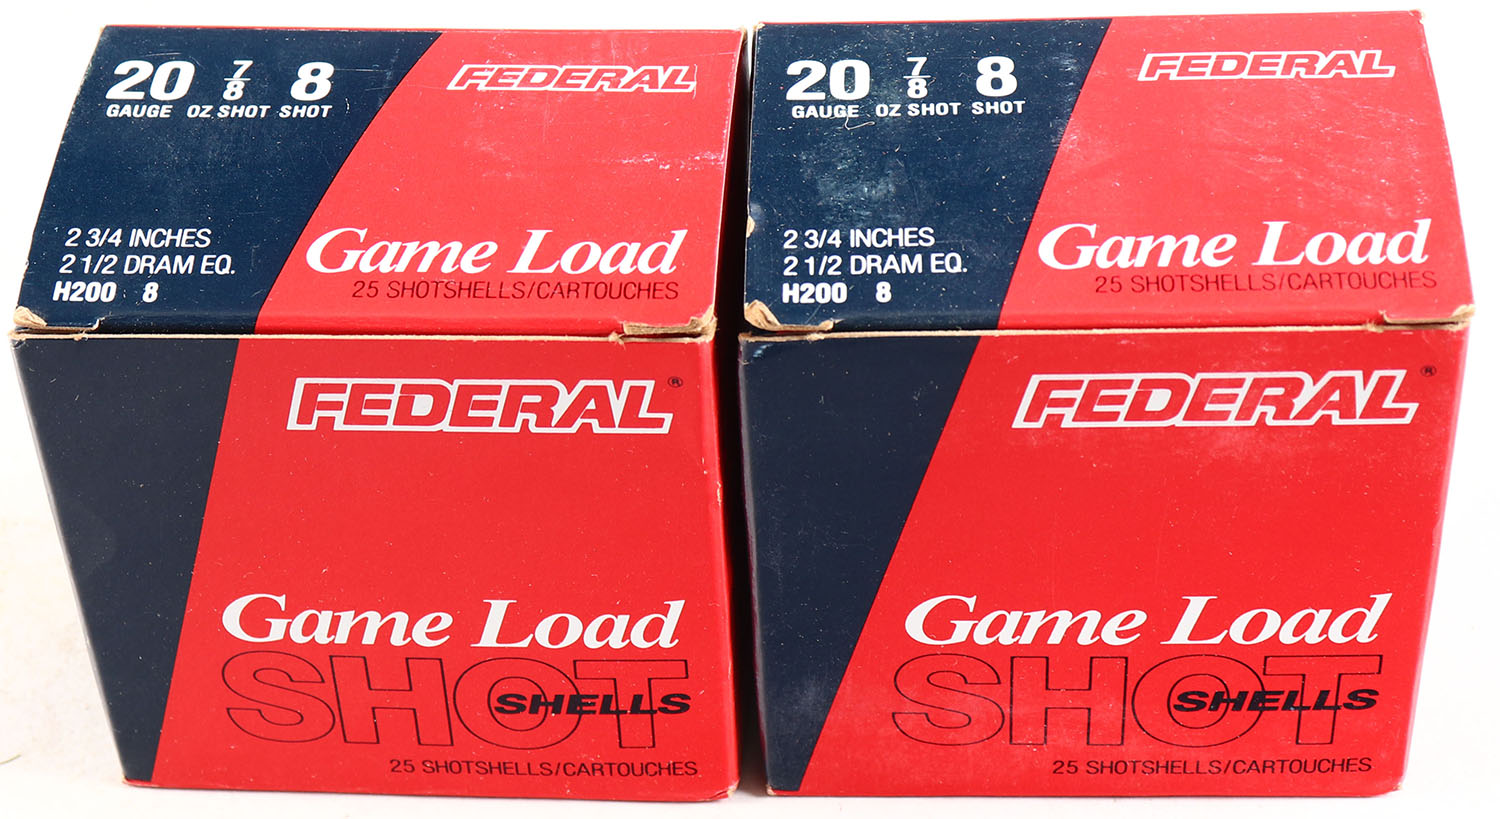 20 7/8 8 FEDERAL
GAUGE OZ SHOT SHOT
2 3/4 INCHES
2 1/2 DRAM EQ.
H200 8
Game Load
25 SHOTSHELLS/CARTOUCHES
FEDERAL®
Game Load
SHOT
SHELLS
25 SHOTSHELLS/CARTOUCHES
20 7/8 8 FEDERAL
GAUGE OZ SHOT SHOT
2 3/4 INCHES
2 1/2 DRAM EQ.
H200 8
Game Load
25 SHOTSHELLS/CARTOUCHES
FEDERAL®
Game Load
SHOT
SHELLS
25 SHOTSHELLS/CARTOUCHES